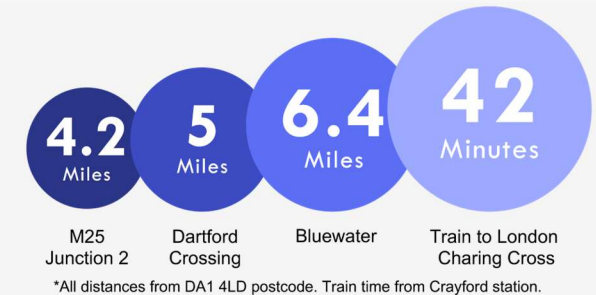 4.2
Miles
5
Miles
6.4
Miles
42
Minutes
M25
Junction 2
Dartford
Crossing
Bluewater
Train to London
Charing Cross
*All distances from DA1 4LD postcode. Train time from Crayford station.